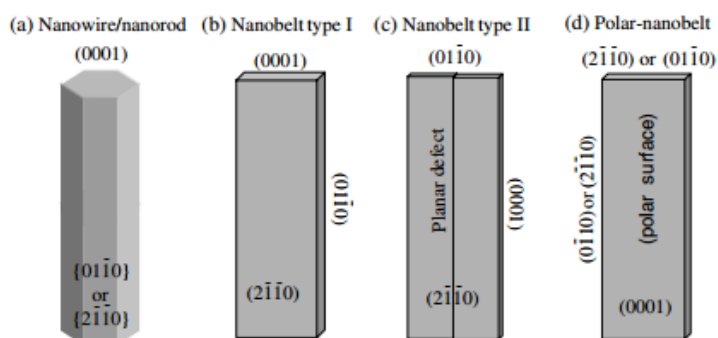 (a) Nanowire/nanorod
(0001)
{011̄0}
or
{21̄1̄0}
(b) Nanobelt type I
(0001)
(011̄0)
(21̄1̄0)
(c) Nanobelt type II
(011̄0)
Planar defect
(0001)
(21̄1̄0)
(d) Polar-nanobelt
(21̄1̄0) or (011̄0)
(01̄10) or (21̄1̄0)
(polar surface)
(0001)